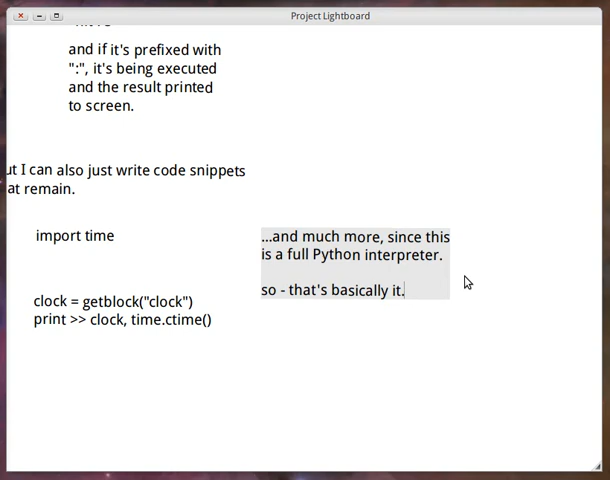 Project Lightboard
and if it's prefixed with
":", it's being executed
and the result printed
to screen.
I can also just write code snippets
at remain.
import time
...and much more, since this
is a full Python interpreter.
so - that's basically it.
clock = getblock("clock")
print >> clock, time.ctime()